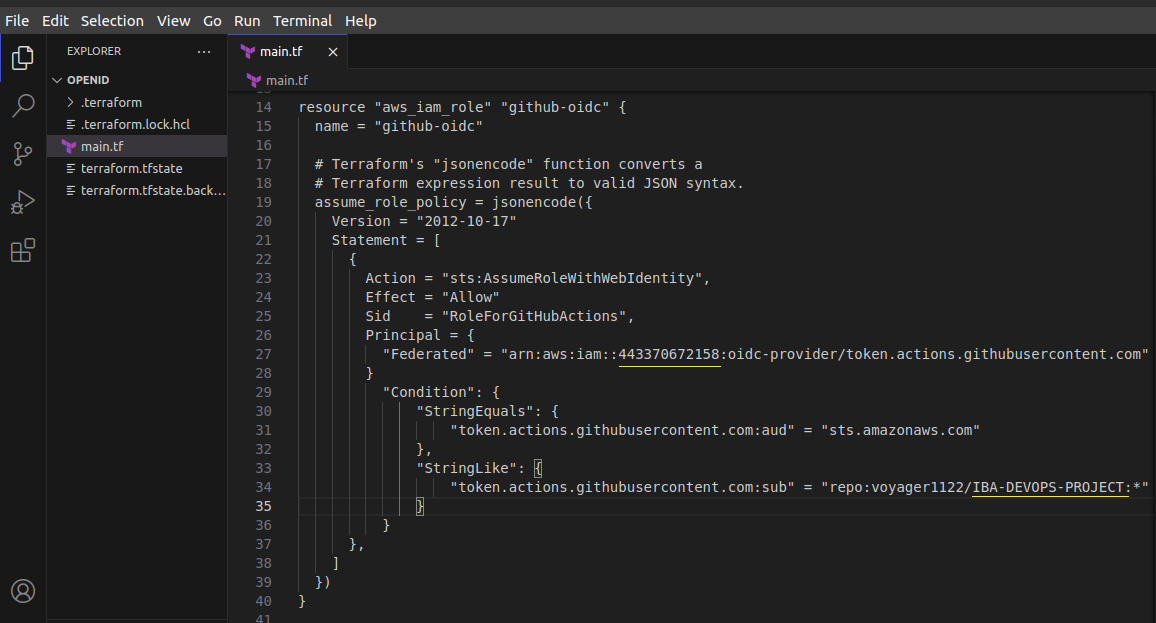 File Edit Selection View Go Run Terminal Help
EXPLORER ...
OPENID
.terraform
.terraform.lock.hcl
main.tf
terraform.tfstate
terraform.tfstate.back...
main.tf
main.tf
14 resource "aws_iam_role" "github-oidc" {
15 name = "github-oidc"
16
17 # Terraform's "jsonencode" function converts a
18 # Terraform expression result to valid JSON syntax.
19 assume_role_policy = jsonencode({
20 Version = "2012-10-17"
21 Statement = [
22 {
23 Action = "sts:AssumeRoleWithWebIdentity",
24 Effect = "Allow"
25 Sid    = "RoleForGitHubActions",
26 Principal = {
27 "Federated" = "arn:aws:iam::443370672158:oidc-provider/token.actions.githubusercontent.com"
28 }
29 "Condition": {
30 "StringEquals": {
31 "token.actions.githubusercontent.com:aud" = "sts.amazonaws.com"
32 },
33 "StringLike": {
34 "token.actions.githubusercontent.com:sub" = "repo:voyager1122/IBA-DEVOPS-PROJECT:*"
35 }
36 }
37 },
38 ]
39 })
40 }
41